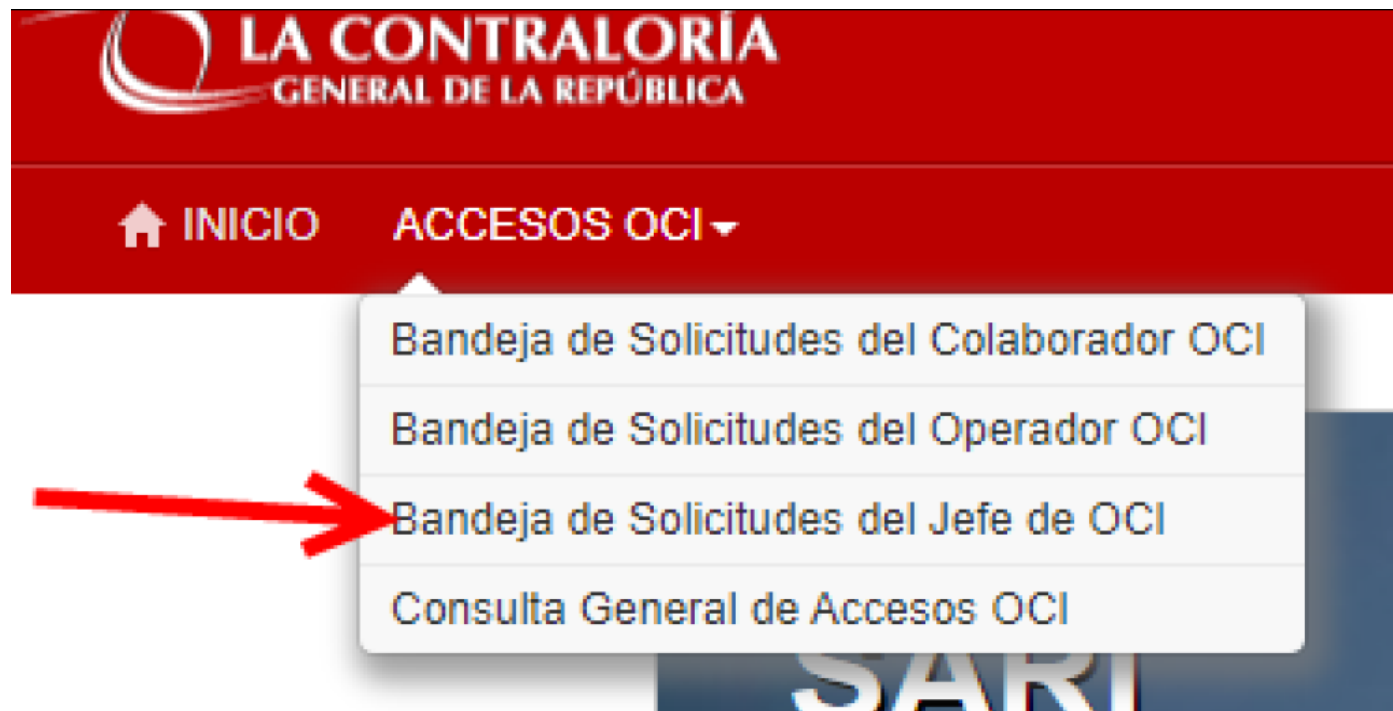 LA CONTRALORÍA
GENERAL DE LA REPÚBLICA
INICIO ACCESOS OCI
Bandeja de Solicitudes del Colaborador OCI
Bandeja de Solicitudes del Operador OCI
Bandeja de Solicitudes del Jefe de OCI
Consulta General de Accesos OCI
SARI